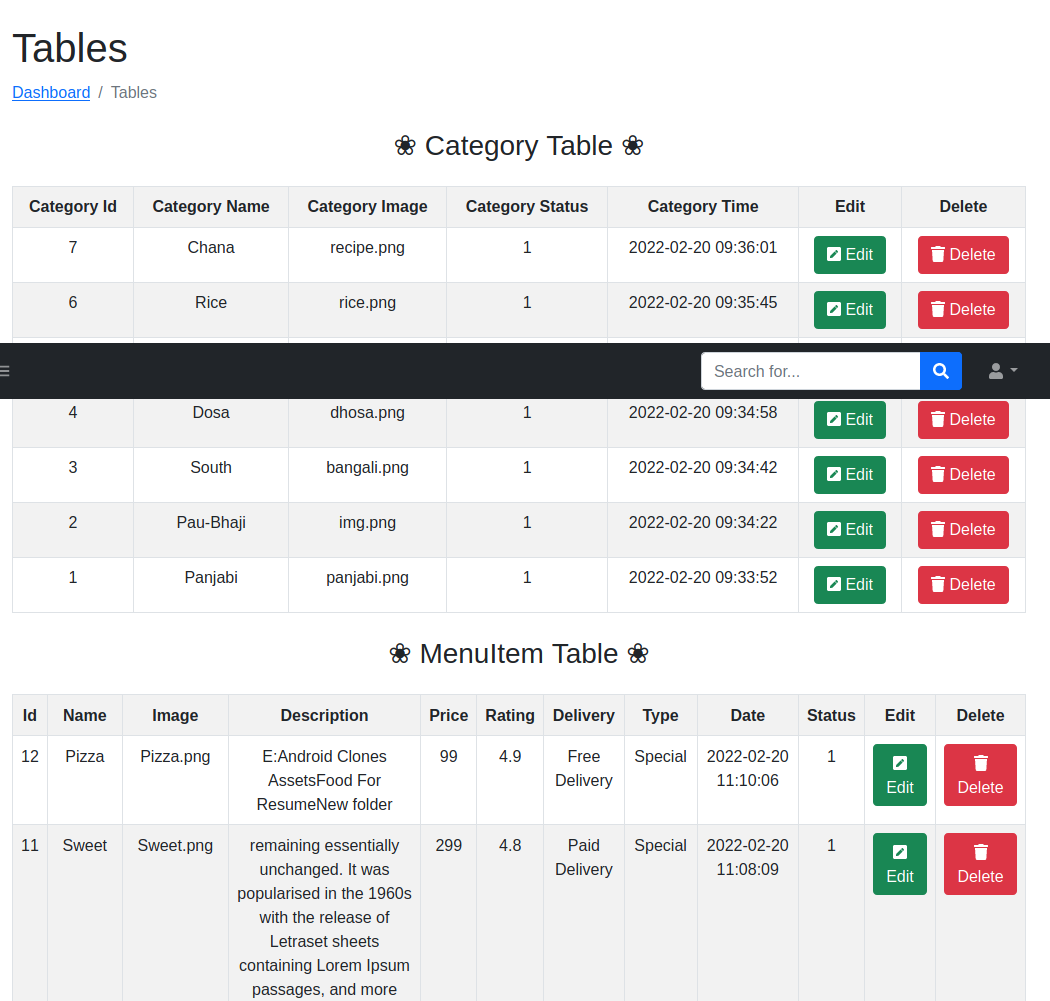 Tables
Dashboard / Tables
❀ Category Table ❀
Category Id Category Name Category Image Category Status Category Time Edit Delete
7 Chana recipe.png 1 2022-02-20 09:36:01 Edit Delete
6 Rice rice.png 1 2022-02-20 09:35:45 Edit Delete
Search for...
4 Dosa dhosa.png 1 2022-02-20 09:34:58 Edit Delete
3 South bangali.png 1 2022-02-20 09:34:42 Edit Delete
2 Pau-Bhaji img.png 1 2022-02-20 09:34:22 Edit Delete
1 Panjabi panjabi.png 1 2022-02-20 09:33:52 Edit Delete
❀ MenuItem Table ❀
Id Name Image Description Price Rating Delivery Type Date Status Edit Delete
12 Pizza Pizza.png E:Android Clones 99 4.9 Free Special 2022-02-20 1
AssetsFood For Delivery 11:10:06 Edit Delete
ResumeNew folder
11 Sweet Sweet.png remaining essentially 299 4.8 Paid Special 2022-02-20 1
unchanged. It was Delivery 11:08:09 Edit Delete
popularised in the 1960s
with the release of
Letraset sheets
containing Lorem Ipsum
passages, and more